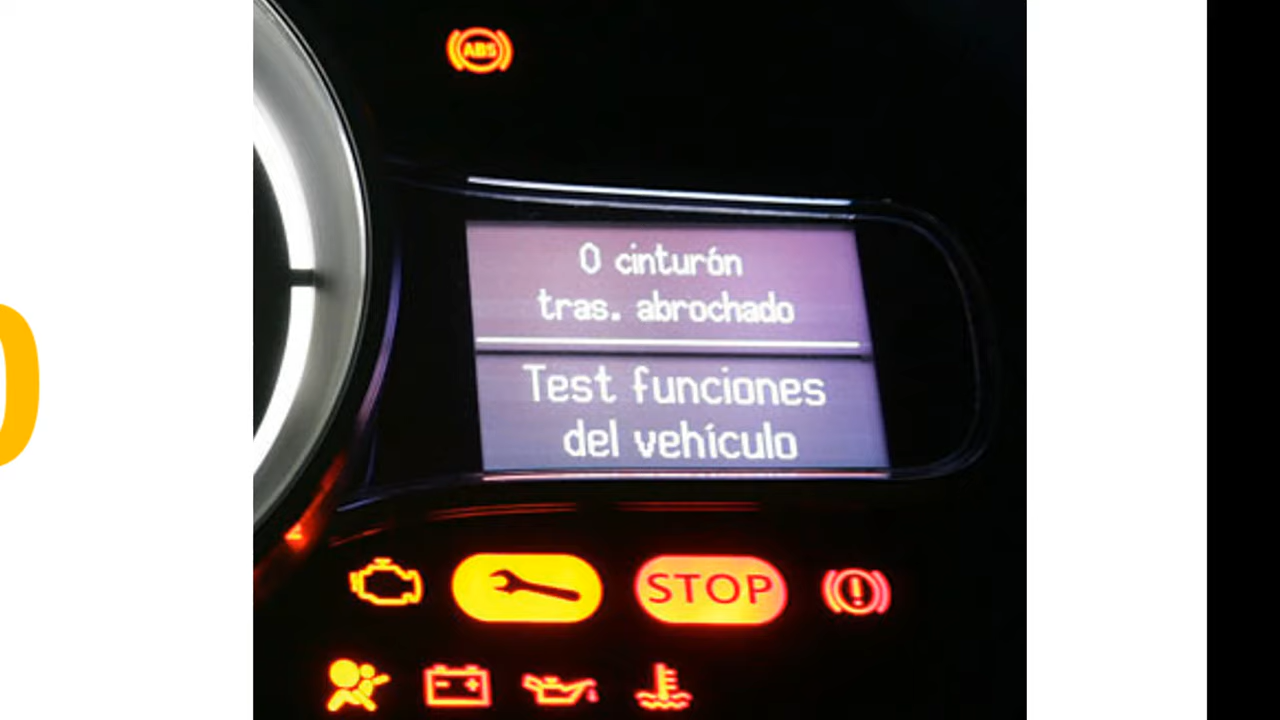 ABS
0 cinturón
tras. abrochado
Test funciones
del vehículo
STOP